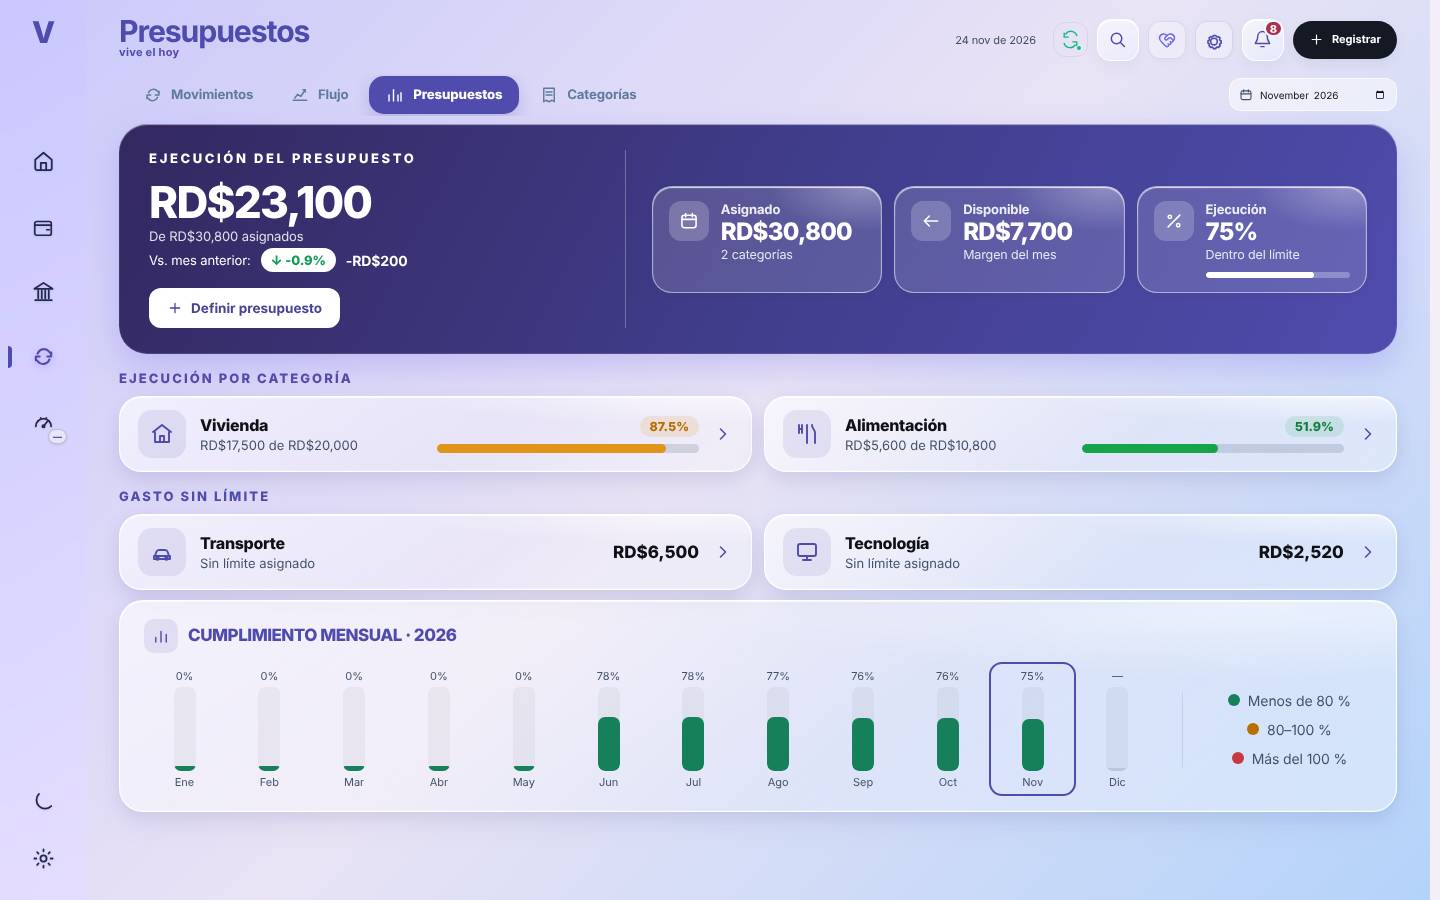 V
Presupuestos
vive el hoy
24 nov de 2026
8
Registrar
Movimientos
Flujo
Presupuestos
Categorías
November 2026
EJECUCIÓN DEL PRESUPUESTO
RD$23,100
De RD$30,800 asignados
Vs. mes anterior: ↓ -0.9% -RD$200
+ Definir presupuesto
Asignado
RD$30,800
2 categorías
Disponible
RD$7,700
Margen del mes
Ejecución
75%
Dentro del límite
EJECUCIÓN POR CATEGORÍA
Vivienda
RD$17,500 de RD$20,000
87.5%
Alimentación
RD$5,600 de RD$10,800
51.9%
GASTO SIN LÍMITE
Transporte
Sin límite asignado
RD$6,500
Tecnología
Sin límite asignado
RD$2,520
CUMPLIMIENTO MENSUAL · 2026
0% 0% 0% 0% 0% 78% 78% 77% 76% 76% 75% —
Ene Feb Mar Abr May Jun Jul Ago Sep Oct Nov Dic
Menos de 80 %
80–100 %
Más del 100 %